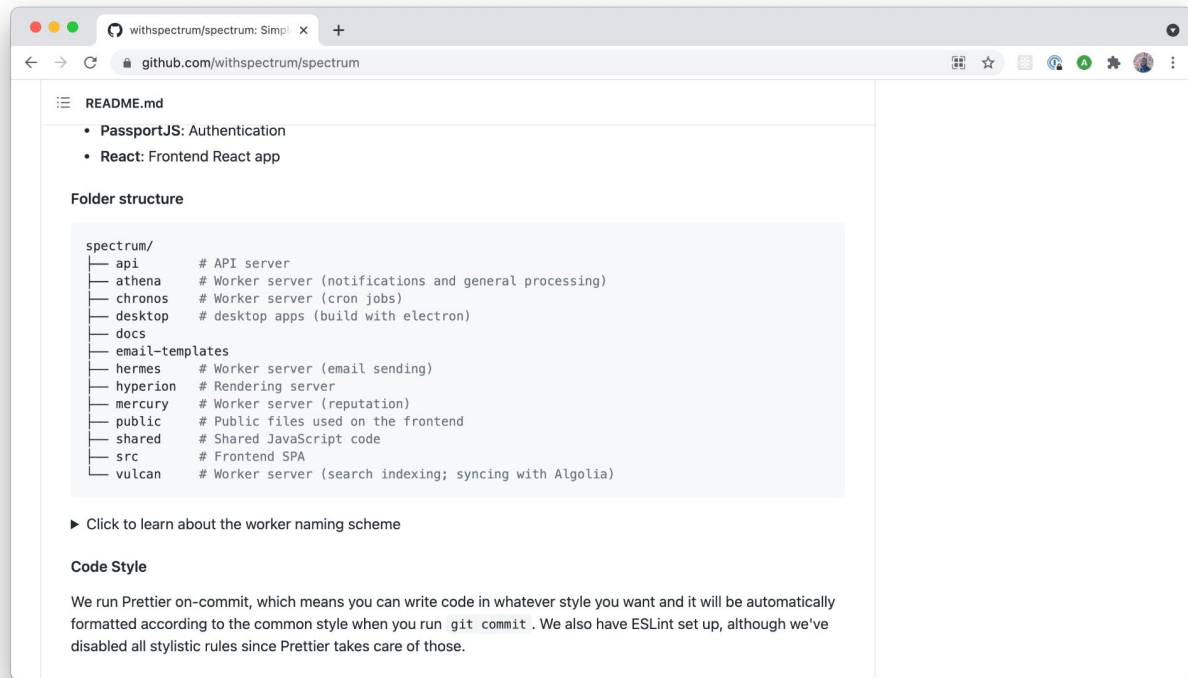 withspectrum/spectrum: Simpl
github.com/withspectrum/spectrum
A
README.md
• PassportJS: Authentication
• React: Frontend React app
Folder structure
spectrum/
├── api        # API server
├── athena     # Worker server (notifications and general processing)
├── chronos    # Worker server (cron jobs)
├── desktop    # desktop apps (build with electron)
├── docs
├── email-templates
├── hermes     # Worker server (email sending)
├── hyperion   # Rendering server
├── mercury    # Worker server (reputation)
├── public     # Public files used on the frontend
├── shared     # Shared JavaScript code
├── src        # Frontend SPA
└── vulcan     # Worker server (search indexing; syncing with Algolia)
▶ Click to learn about the worker naming scheme
Code Style
We run Prettier on-commit, which means you can write code in whatever style you want and it will be automatically
formatted according to the common style when you run git commit. We also have ESLint set up, although we've
disabled all stylistic rules since Prettier takes care of those.